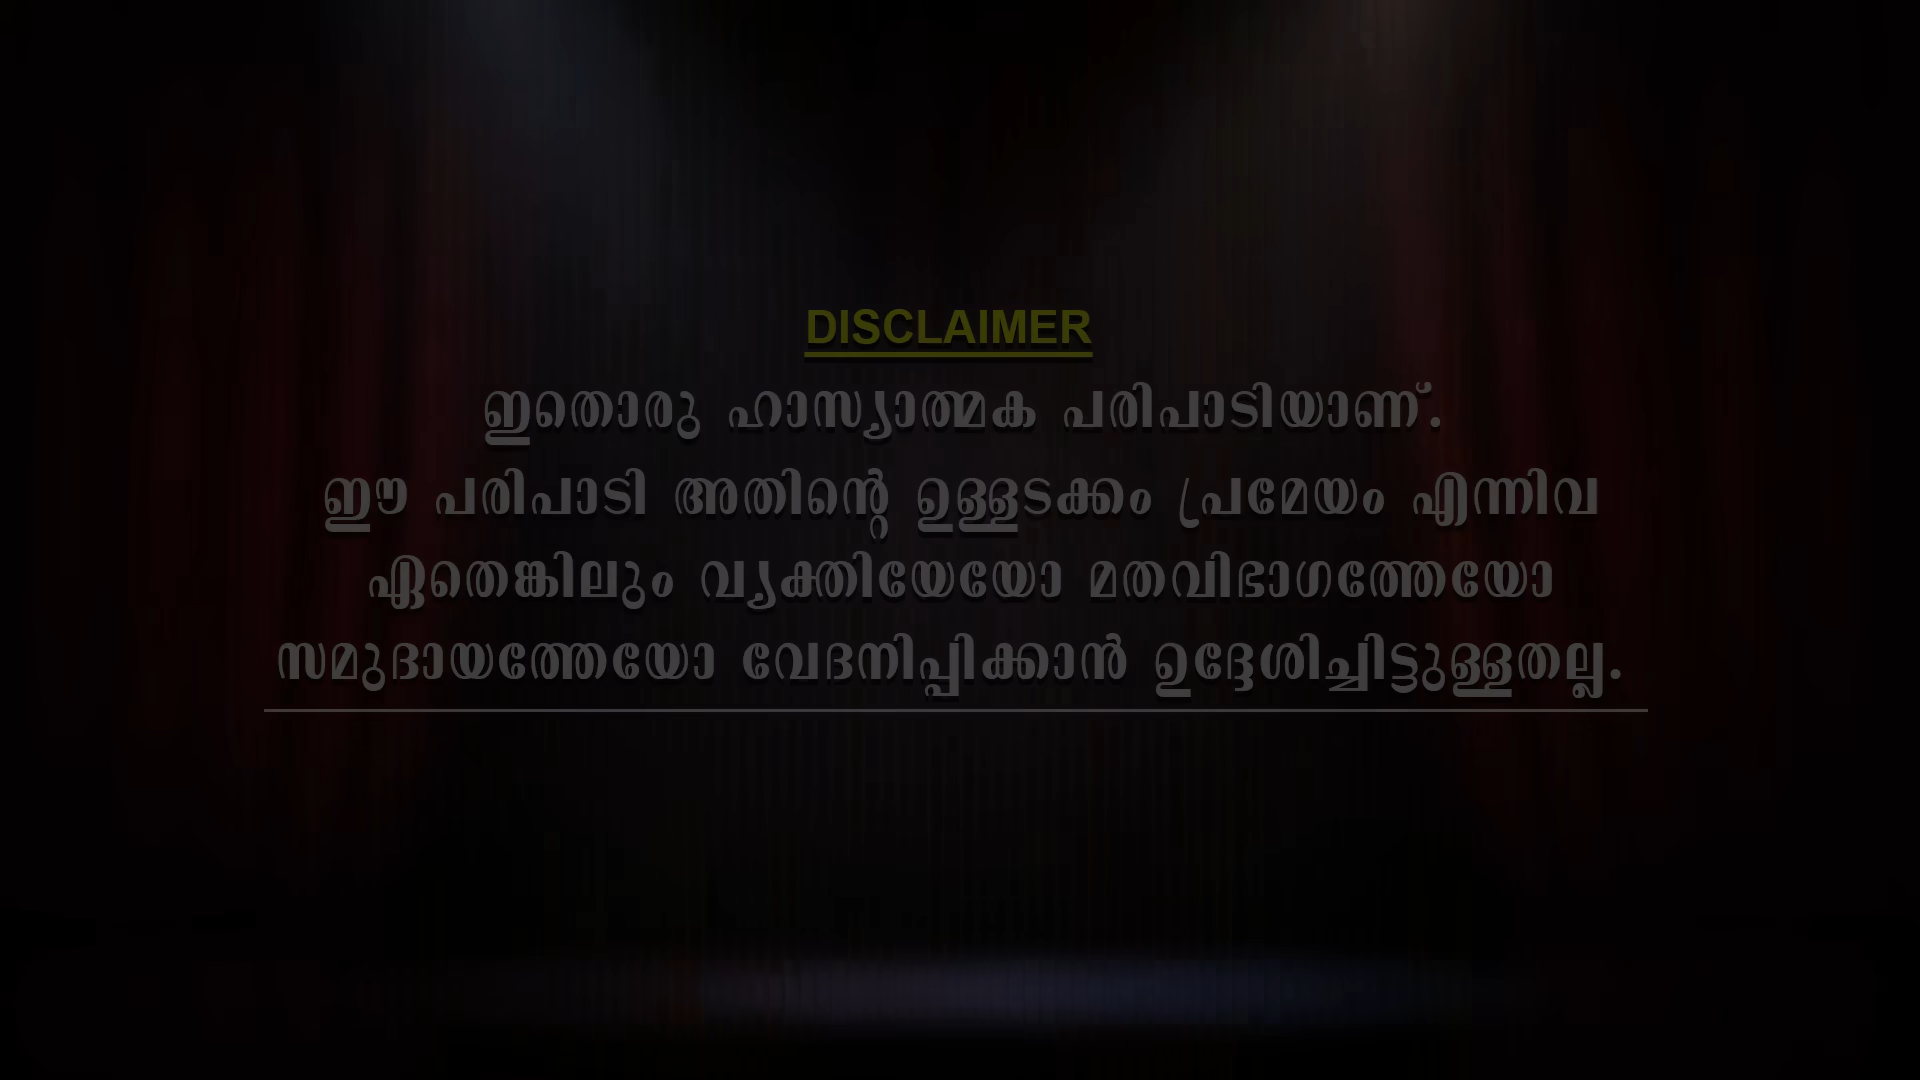 DISCLAIMER
ഇതൊരു ഹാസ്യാത്മക പരിപാടിയാണ്.
ഈ പരിപാടി അതിന്റെ ഉള്ളടക്കം പ്രമേയം എന്നിവ
ഏതെങ്കിലും വ്യക്തിയേയോ മതവിഭാഗത്തേയോ
സമുദായത്തേയോ വേദനിപ്പിക്കാൻ ഉദ്ദേശിച്ചിട്ടുള്ളതല്ല.